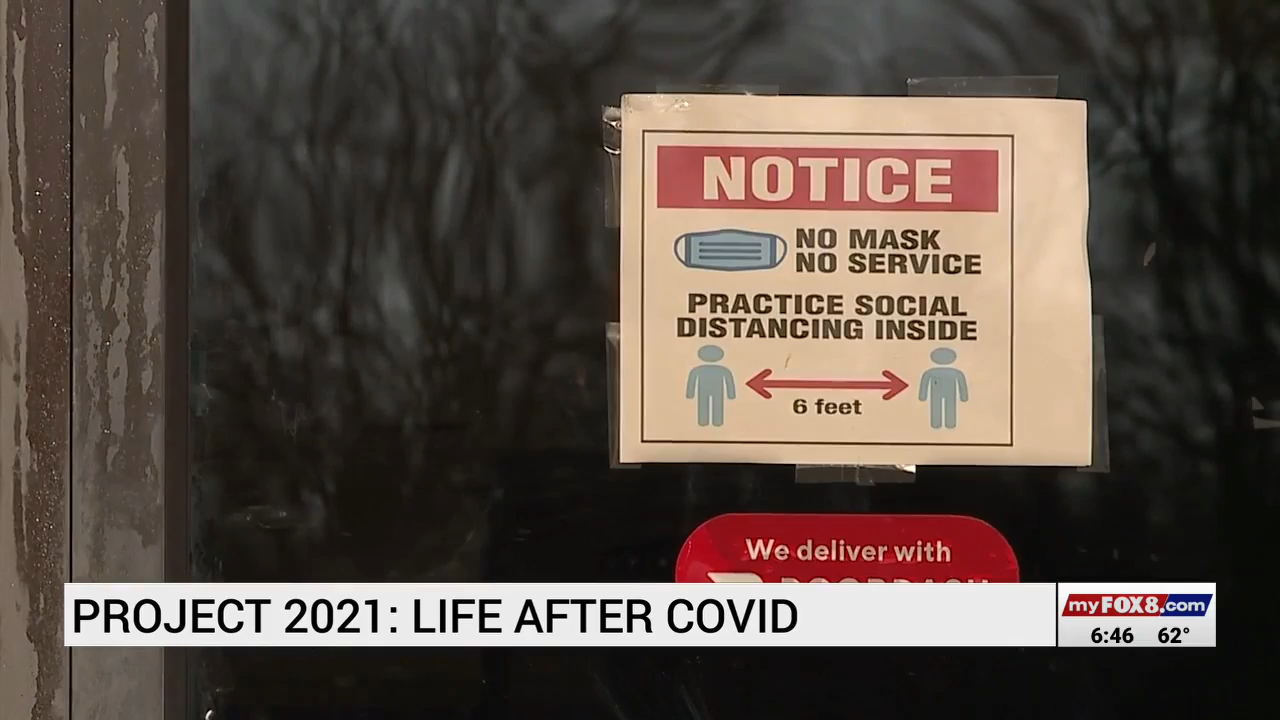 NOTICE
NO MASK
NO SERVICE
PRACTICE SOCIAL
DISTANCING INSIDE
6 feet
We deliver with
DOORDASH
PROJECT 2021: LIFE AFTER COVID
myFOX8.com
6:46 62°